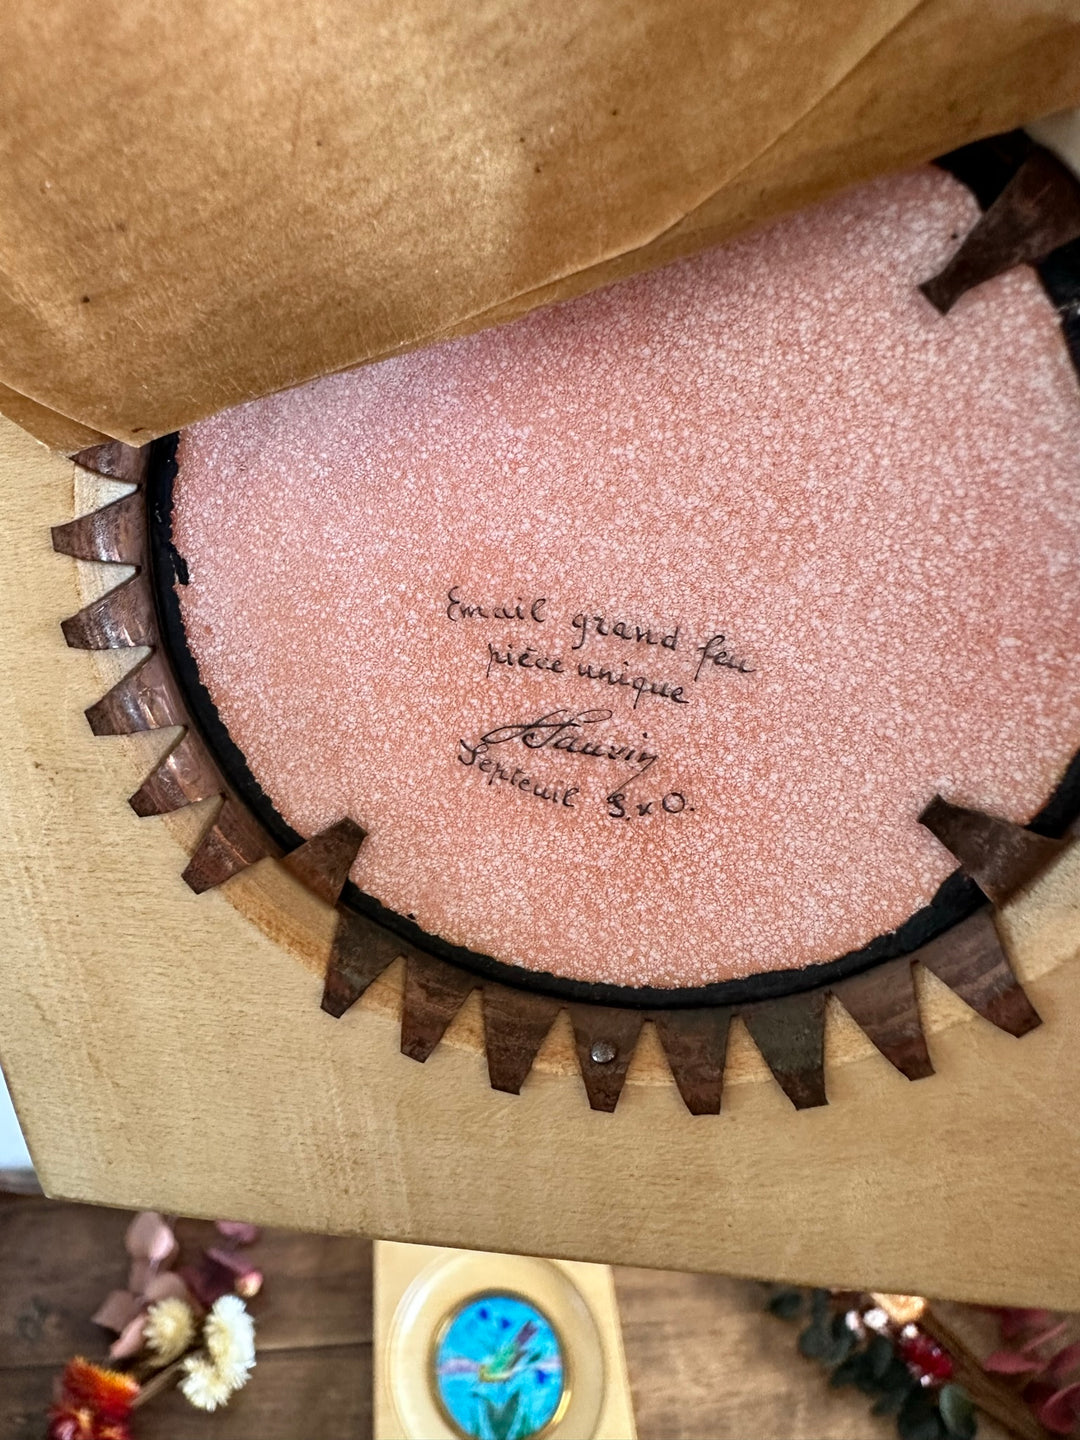 Email grand feu
pièce unique
Sauvin
Septeuil S.&O.